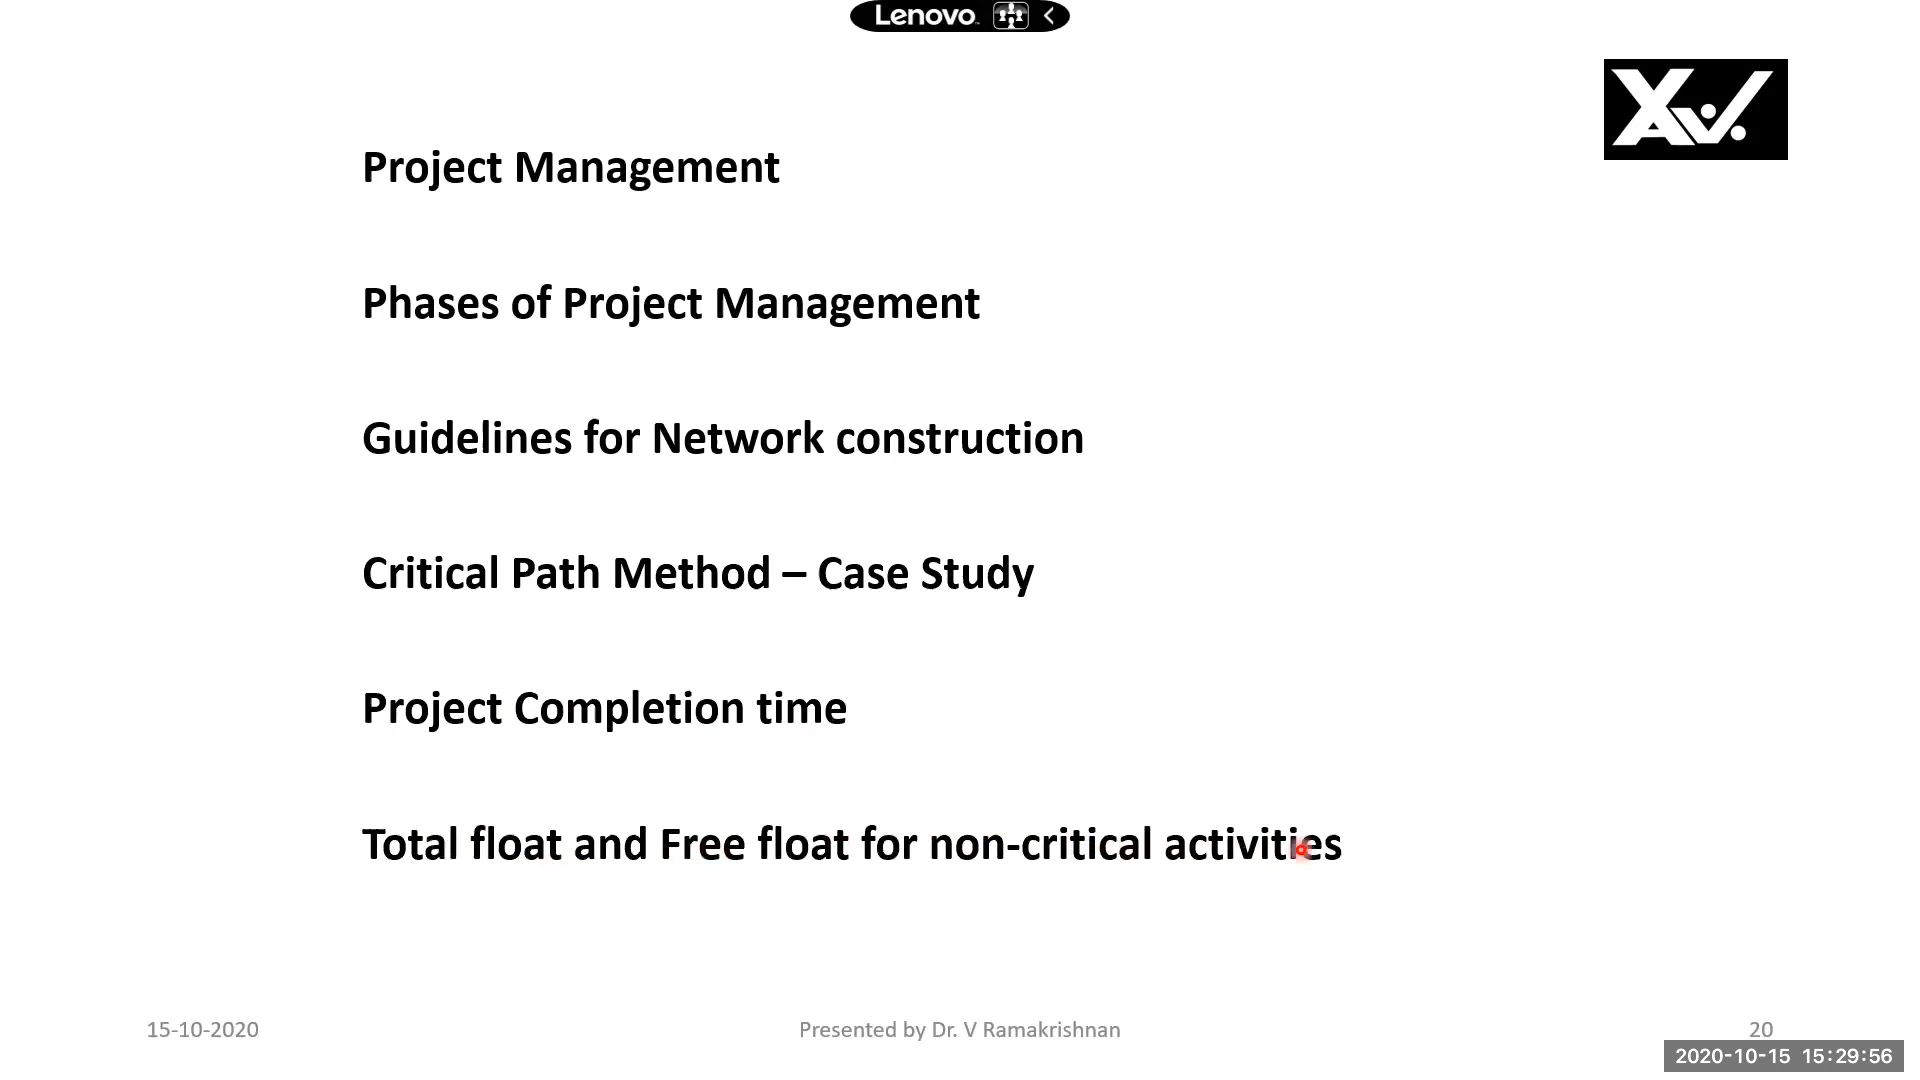 Lenovo
XAV.
Project Management
Phases of Project Management
Guidelines for Network construction
Critical Path Method – Case Study
Project Completion time
Total float and Free float for non-critical activities
15-10-2020
Presented by Dr. V Ramakrishnan
20
2020-10-15 15:29:56